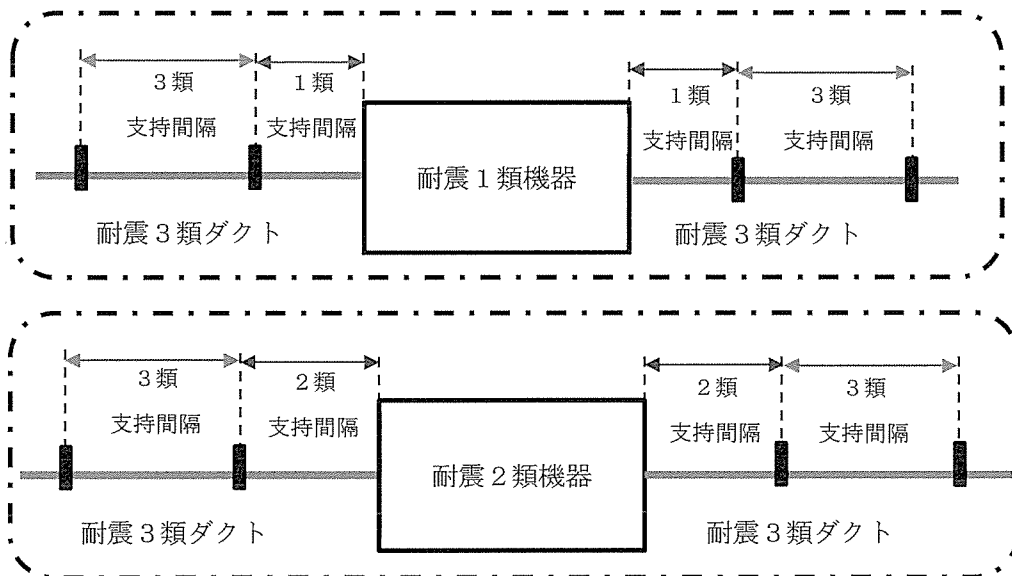 3類
支持間隔
1類
支持間隔
耐震1類機器
1類
支持間隔
3類
支持間隔
耐震3類ダクト
耐震3類ダクト
3類
支持間隔
2類
支持間隔
耐震2類機器
2類
支持間隔
3類
支持間隔
耐震3類ダクト
耐震3類ダクト